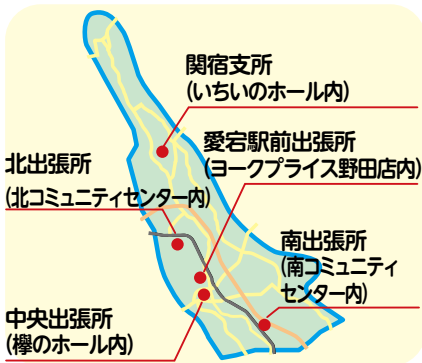 関宿支所
(いちいのホール内)
愛宕駅前出張所
(ヨークプライス野田店内)
北出張所
(北コミュニティセンター内)
南出張所
(南コミュニティ
センター内)
中央出張所
(欅のホール内)